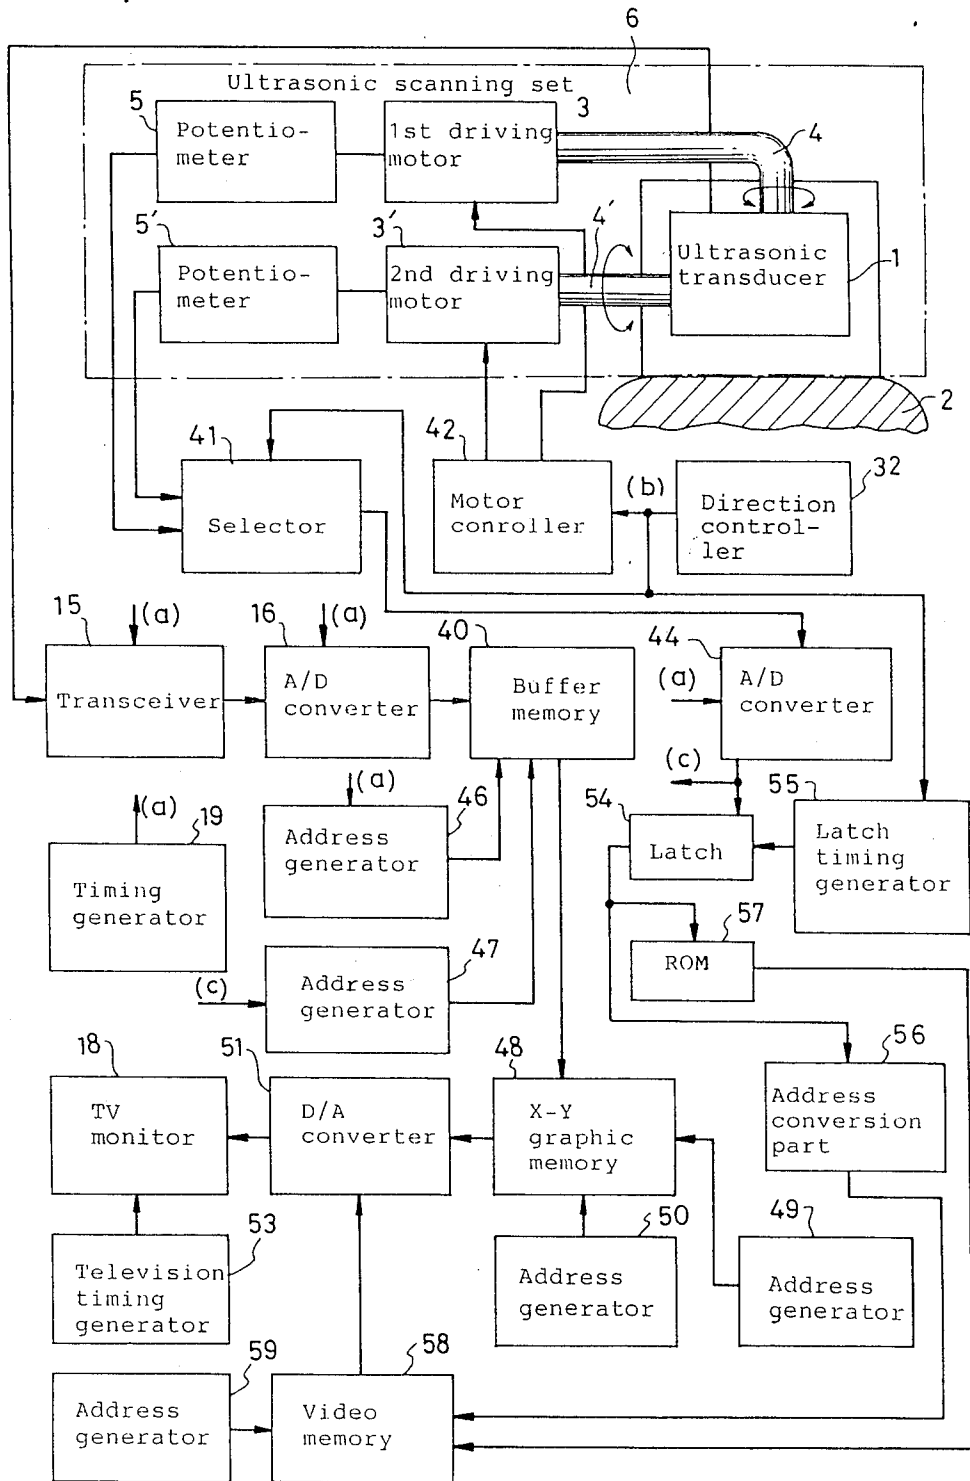 6
Ultrasonic scanning set
5
Potentio-
meter
1st driving
motor
3
4
5′
Potentio-
meter
3′
2nd driving
motor
4′
Ultrasonic
transducer
1
2
41
Selector
42
Motor
conroller
(b)
32
Direction
control-
ler
15
(a)
Transceiver
16
(a)
A/D
converter
40
Buffer
memory
44
(a)
A/D
converter
(c)
(a)
19
Timing
generator
(a)
46
Address
generator
54
Latch
55
Latch
timing
generator
57
ROM
(c)
47
Address
generator
18
TV
monitor
51
D/A
converter
48
X-Y
graphic
memory
56
Address
conversion
part
53
Television
timing
generator
50
Address
generator
49
Address
generator
59
Address
generator
58
Video
memory